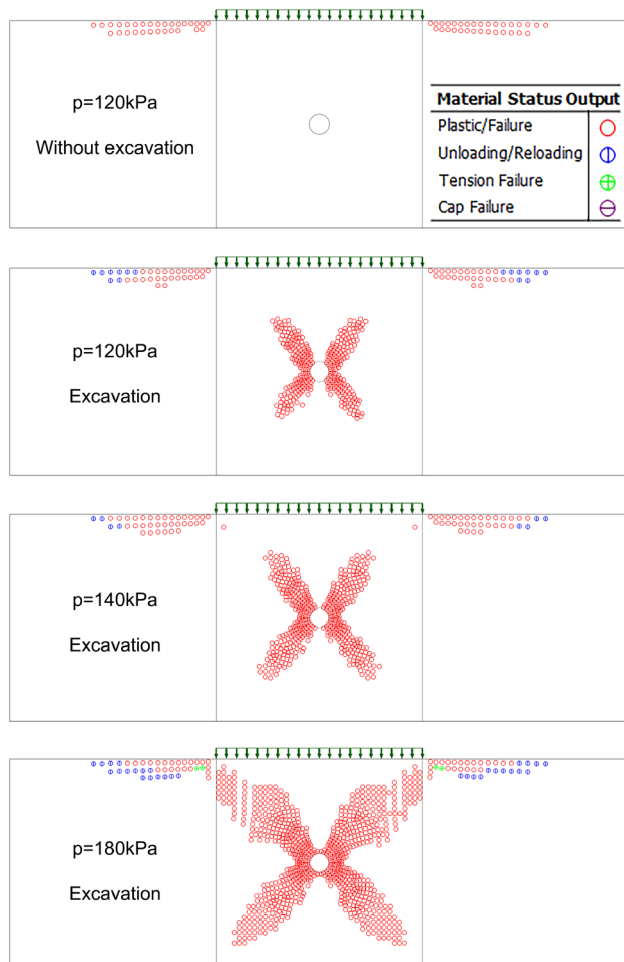 p=120kPa
Without excavation
Material Status Output
Plastic/Failure
Unloading/Reloading
Tension Failure
Cap Failure
p=120kPa
Excavation
p=140kPa
Excavation
p=180kPa
Excavation